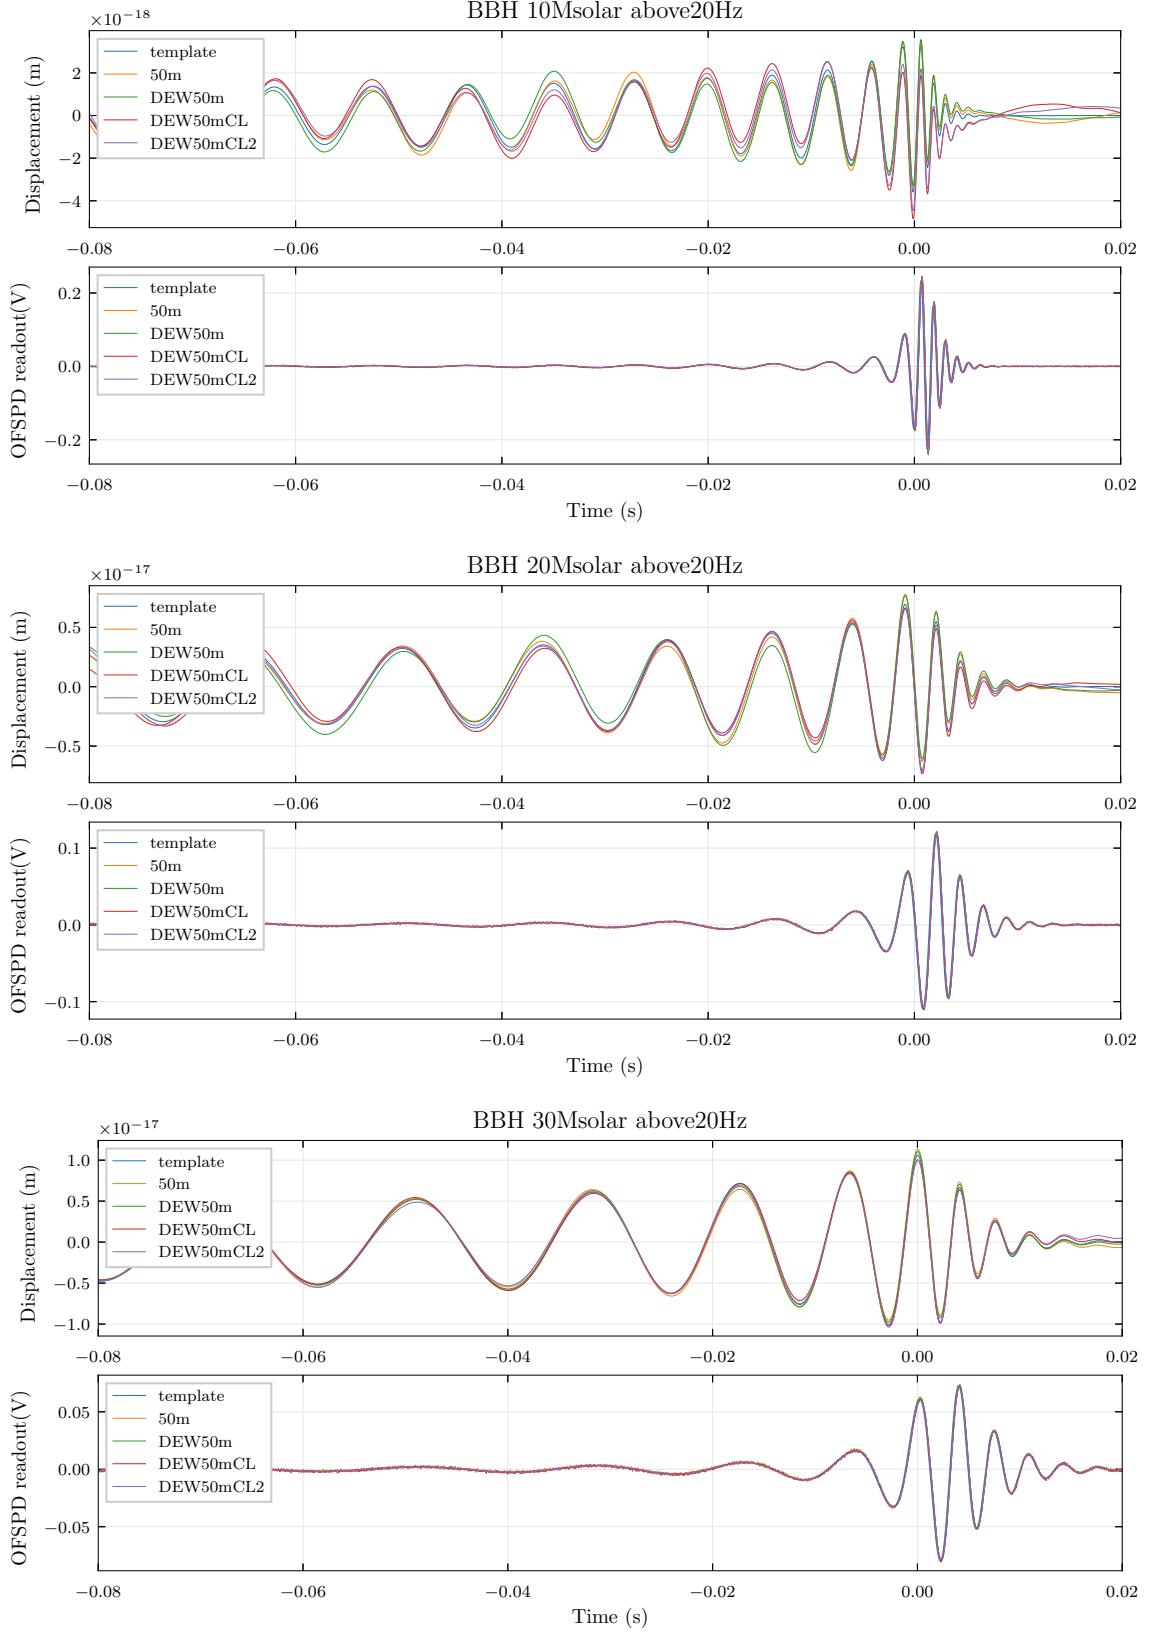 BBH 10Msolar above20Hz
×10−18
Displacement (m)
2
0
−2
−4
template
50m
DEW50m
DEW50mCL
DEW50mCL2
−0.08 −0.06 −0.04 −0.02 0.00 0.02
OFSPD readout(V)
0.2
0.0
−0.2
template
50m
DEW50m
DEW50mCL
DEW50mCL2
−0.08 −0.06 −0.04 −0.02 0.00 0.02
Time (s)
BBH 20Msolar above20Hz
×10−17
Displacement (m)
0.5
0.0
−0.5
template
50m
DEW50m
DEW50mCL
DEW50mCL2
−0.08 −0.06 −0.04 −0.02 0.00 0.02
OFSPD readout(V)
0.1
0.0
−0.1
template
50m
DEW50m
DEW50mCL
DEW50mCL2
−0.08 −0.06 −0.04 −0.02 0.00 0.02
Time (s)
BBH 30Msolar above20Hz
×10−17
Displacement (m)
1.0
0.5
0.0
−0.5
−1.0
template
50m
DEW50m
DEW50mCL
DEW50mCL2
−0.08 −0.06 −0.04 −0.02 0.00 0.02
OFSPD readout(V)
0.05
0.00
−0.05
template
50m
DEW50m
DEW50mCL
DEW50mCL2
−0.08 −0.06 −0.04 −0.02 0.00 0.02
Time (s)